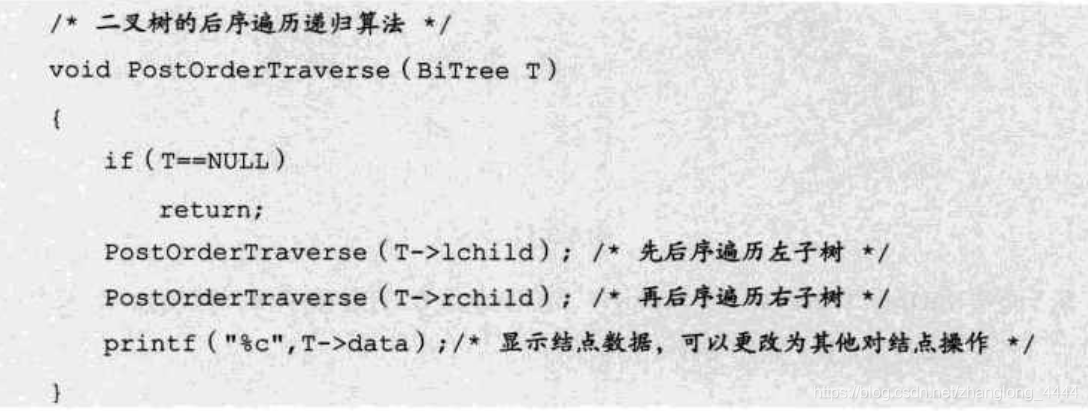 /* 二叉树的后序遍历递归算法 */
void PostOrderTraverse(BiTree T)
{
if(T==NULL)
return;
PostOrderTraverse(T->lchild); /* 先后序遍历左子树 */
PostOrderTraverse(T->rchild); /* 再后序遍历右子树 */
printf("%c",T->data);/* 显示结点数据，可以更改为其他对结点操作 */
}
https://blog.csdn.net/zhanglong_4444